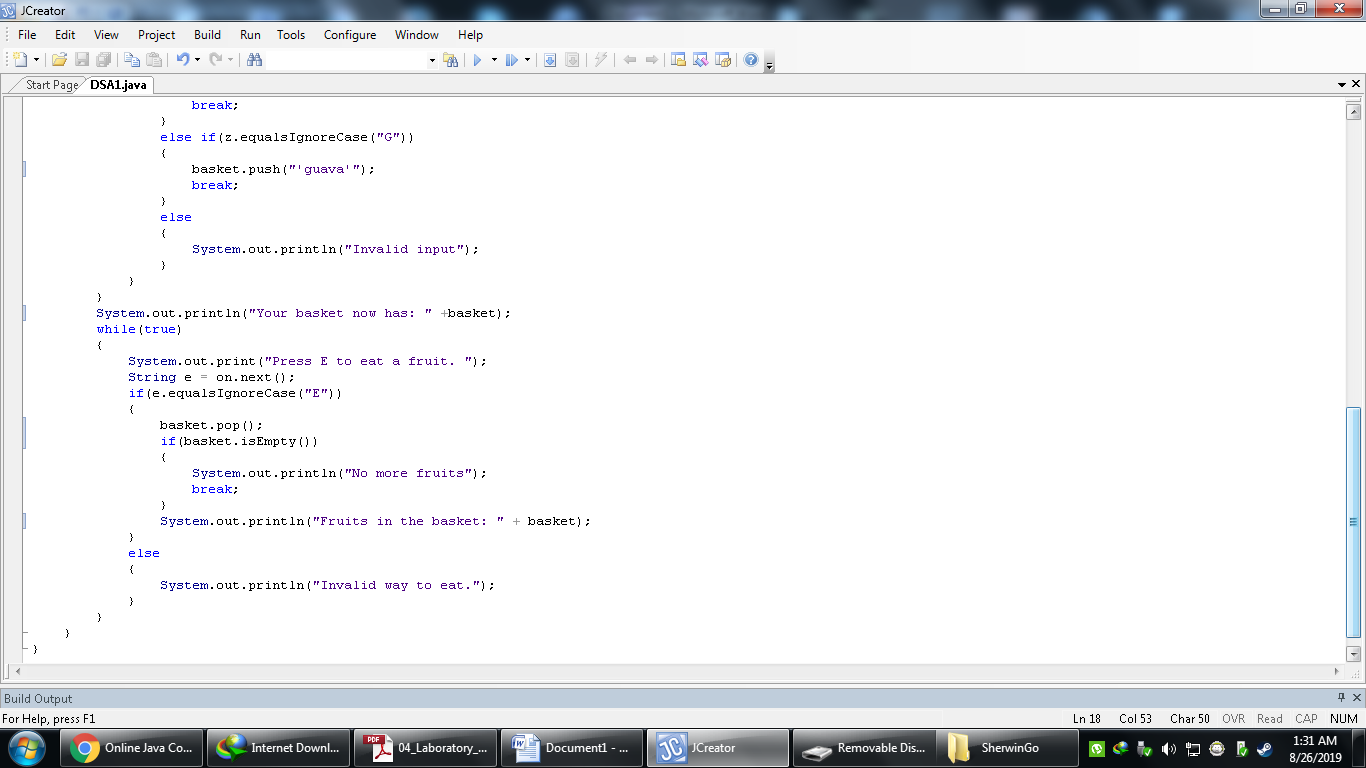 JCreator
File Edit View Project Build Run Tools Configure Window Help
Start Page DSA1.java
break;
}
else if(z.equalsIgnoreCase("G"))
{
basket.push("'guava'");
break;
}
else
{
System.out.println("Invalid input");
}
}
}
System.out.println("Your basket now has: " +basket);
while(true)
{
System.out.print("Press E to eat a fruit. ");
String e = on.next();
if(e.equalsIgnoreCase("E"))
{
basket.pop();
if(basket.isEmpty())
{
System.out.println("No more fruits");
break;
}
System.out.println("Fruits in the basket: " + basket);
}
else
{
System.out.println("Invalid way to eat.");
}
}
}
}
Build Output
For Help, press F1 Ln 18 Col 53 Char 50 OVR Read CAP NUM
Online Java Co... Internet Downl... 04_Laboratory_... Document1 - ... JCreator Removable Dis... SherwinGo 1:31 AM
8/26/2019